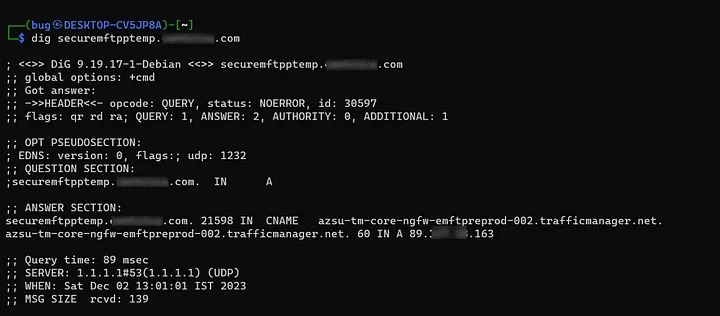 (bug㉿DESKTOP-CV5JP8A)-[~]
$ dig securemftpptemp. .com
; <<>> DiG 9.19.17-1-Debian <<>> securemftpptemp. .com
;; global options: +cmd
;; Got answer:
;; ->>HEADER<<- opcode: QUERY, status: NOERROR, id: 30597
;; flags: qr rd ra; QUERY: 1, ANSWER: 2, AUTHORITY: 0, ADDITIONAL: 1
;; OPT PSEUDOSECTION:
; EDNS: version: 0, flags:; udp: 1232
;; QUESTION SECTION:
;securemftpptemp. .com. IN A
;; ANSWER SECTION:
securemftpptemp. .com. 21598 IN CNAME azsu-tm-core-ngfw-emftpreprod-002.trafficmanager.net.
azsu-tm-core-ngfw-emftpreprod-002.trafficmanager.net. 60 IN A 89. .163
;; Query time: 89 msec
;; SERVER: 1.1.1.1#53(1.1.1.1) (UDP)
;; WHEN: Sat Dec 02 13:01:01 IST 2023
;; MSG SIZE rcvd: 139